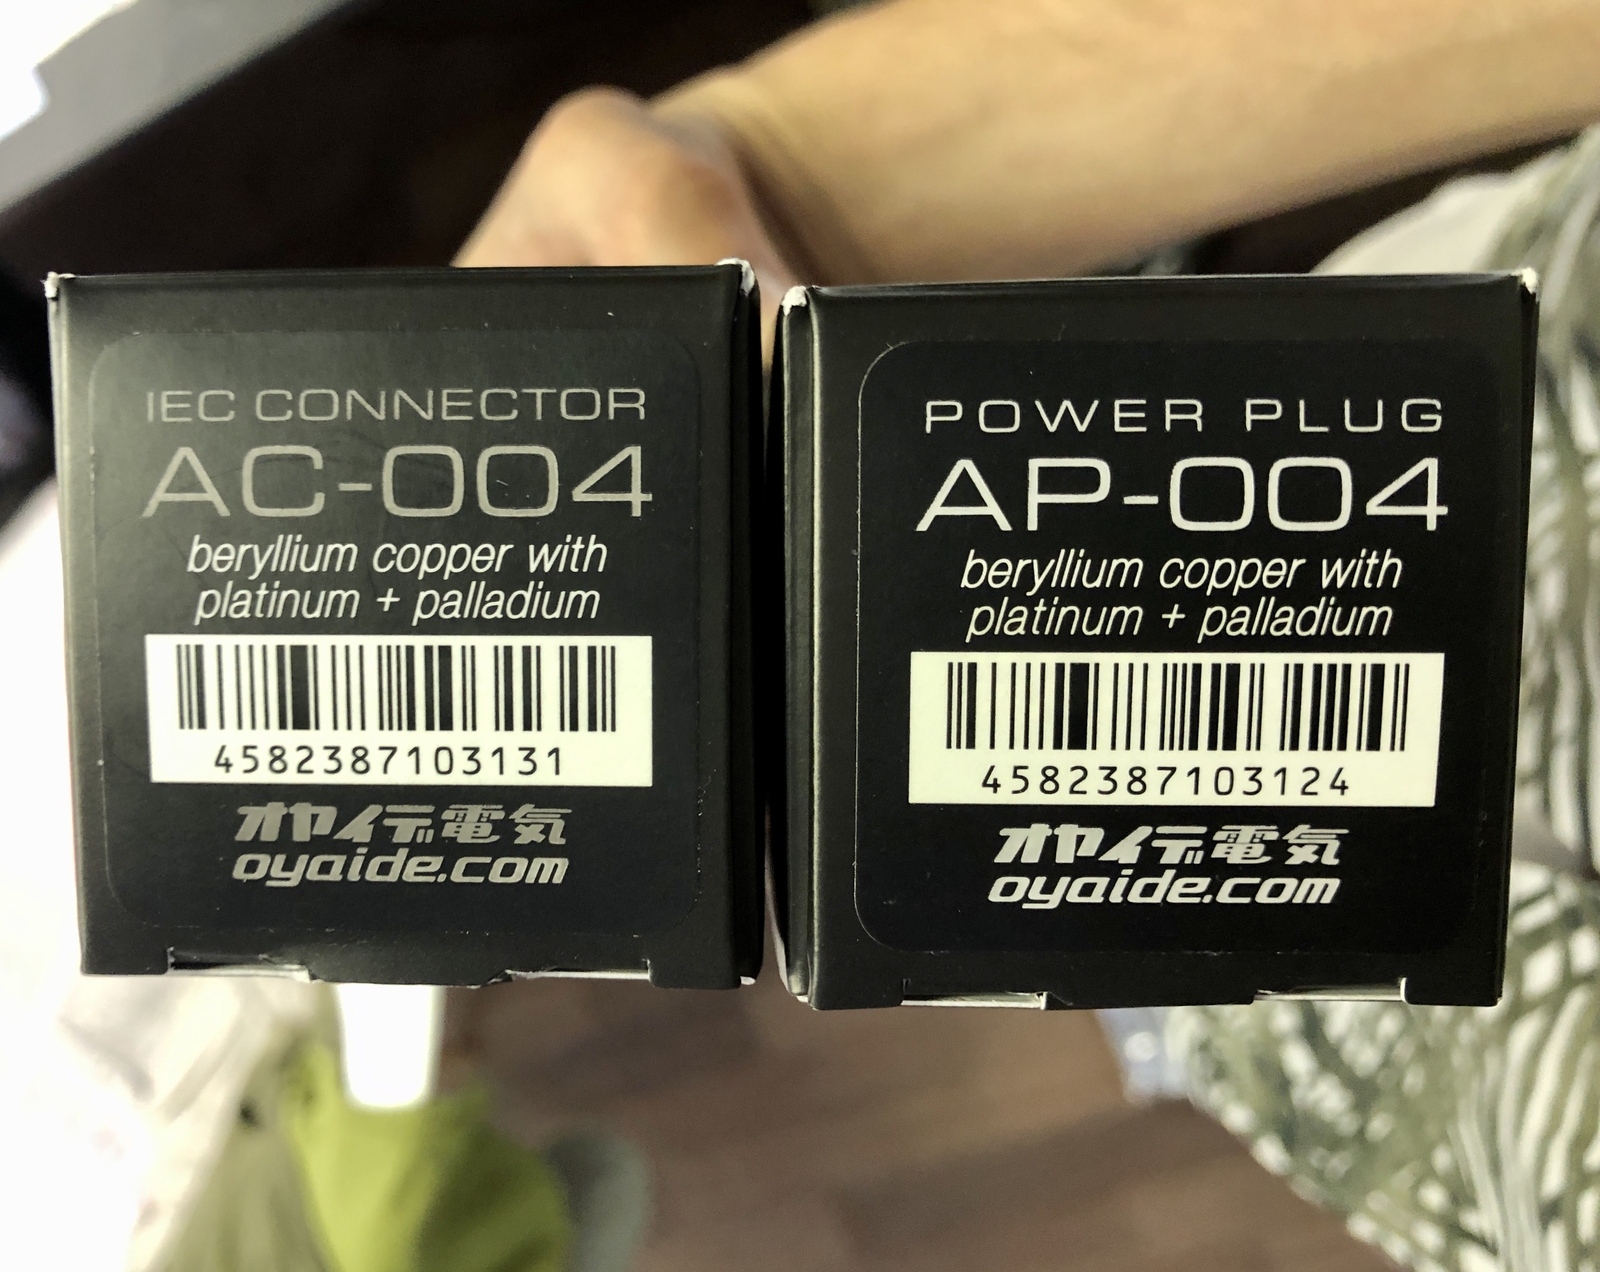 IEC CONNECTOR
AC-004
beryllium copper with
platinum + palladium
4582387103131
オヤイデ電気
oyaide.com
POWER PLUG
AP-004
beryllium copper with
platinum + palladium
4582387103124
オヤイデ電気
oyaide.com